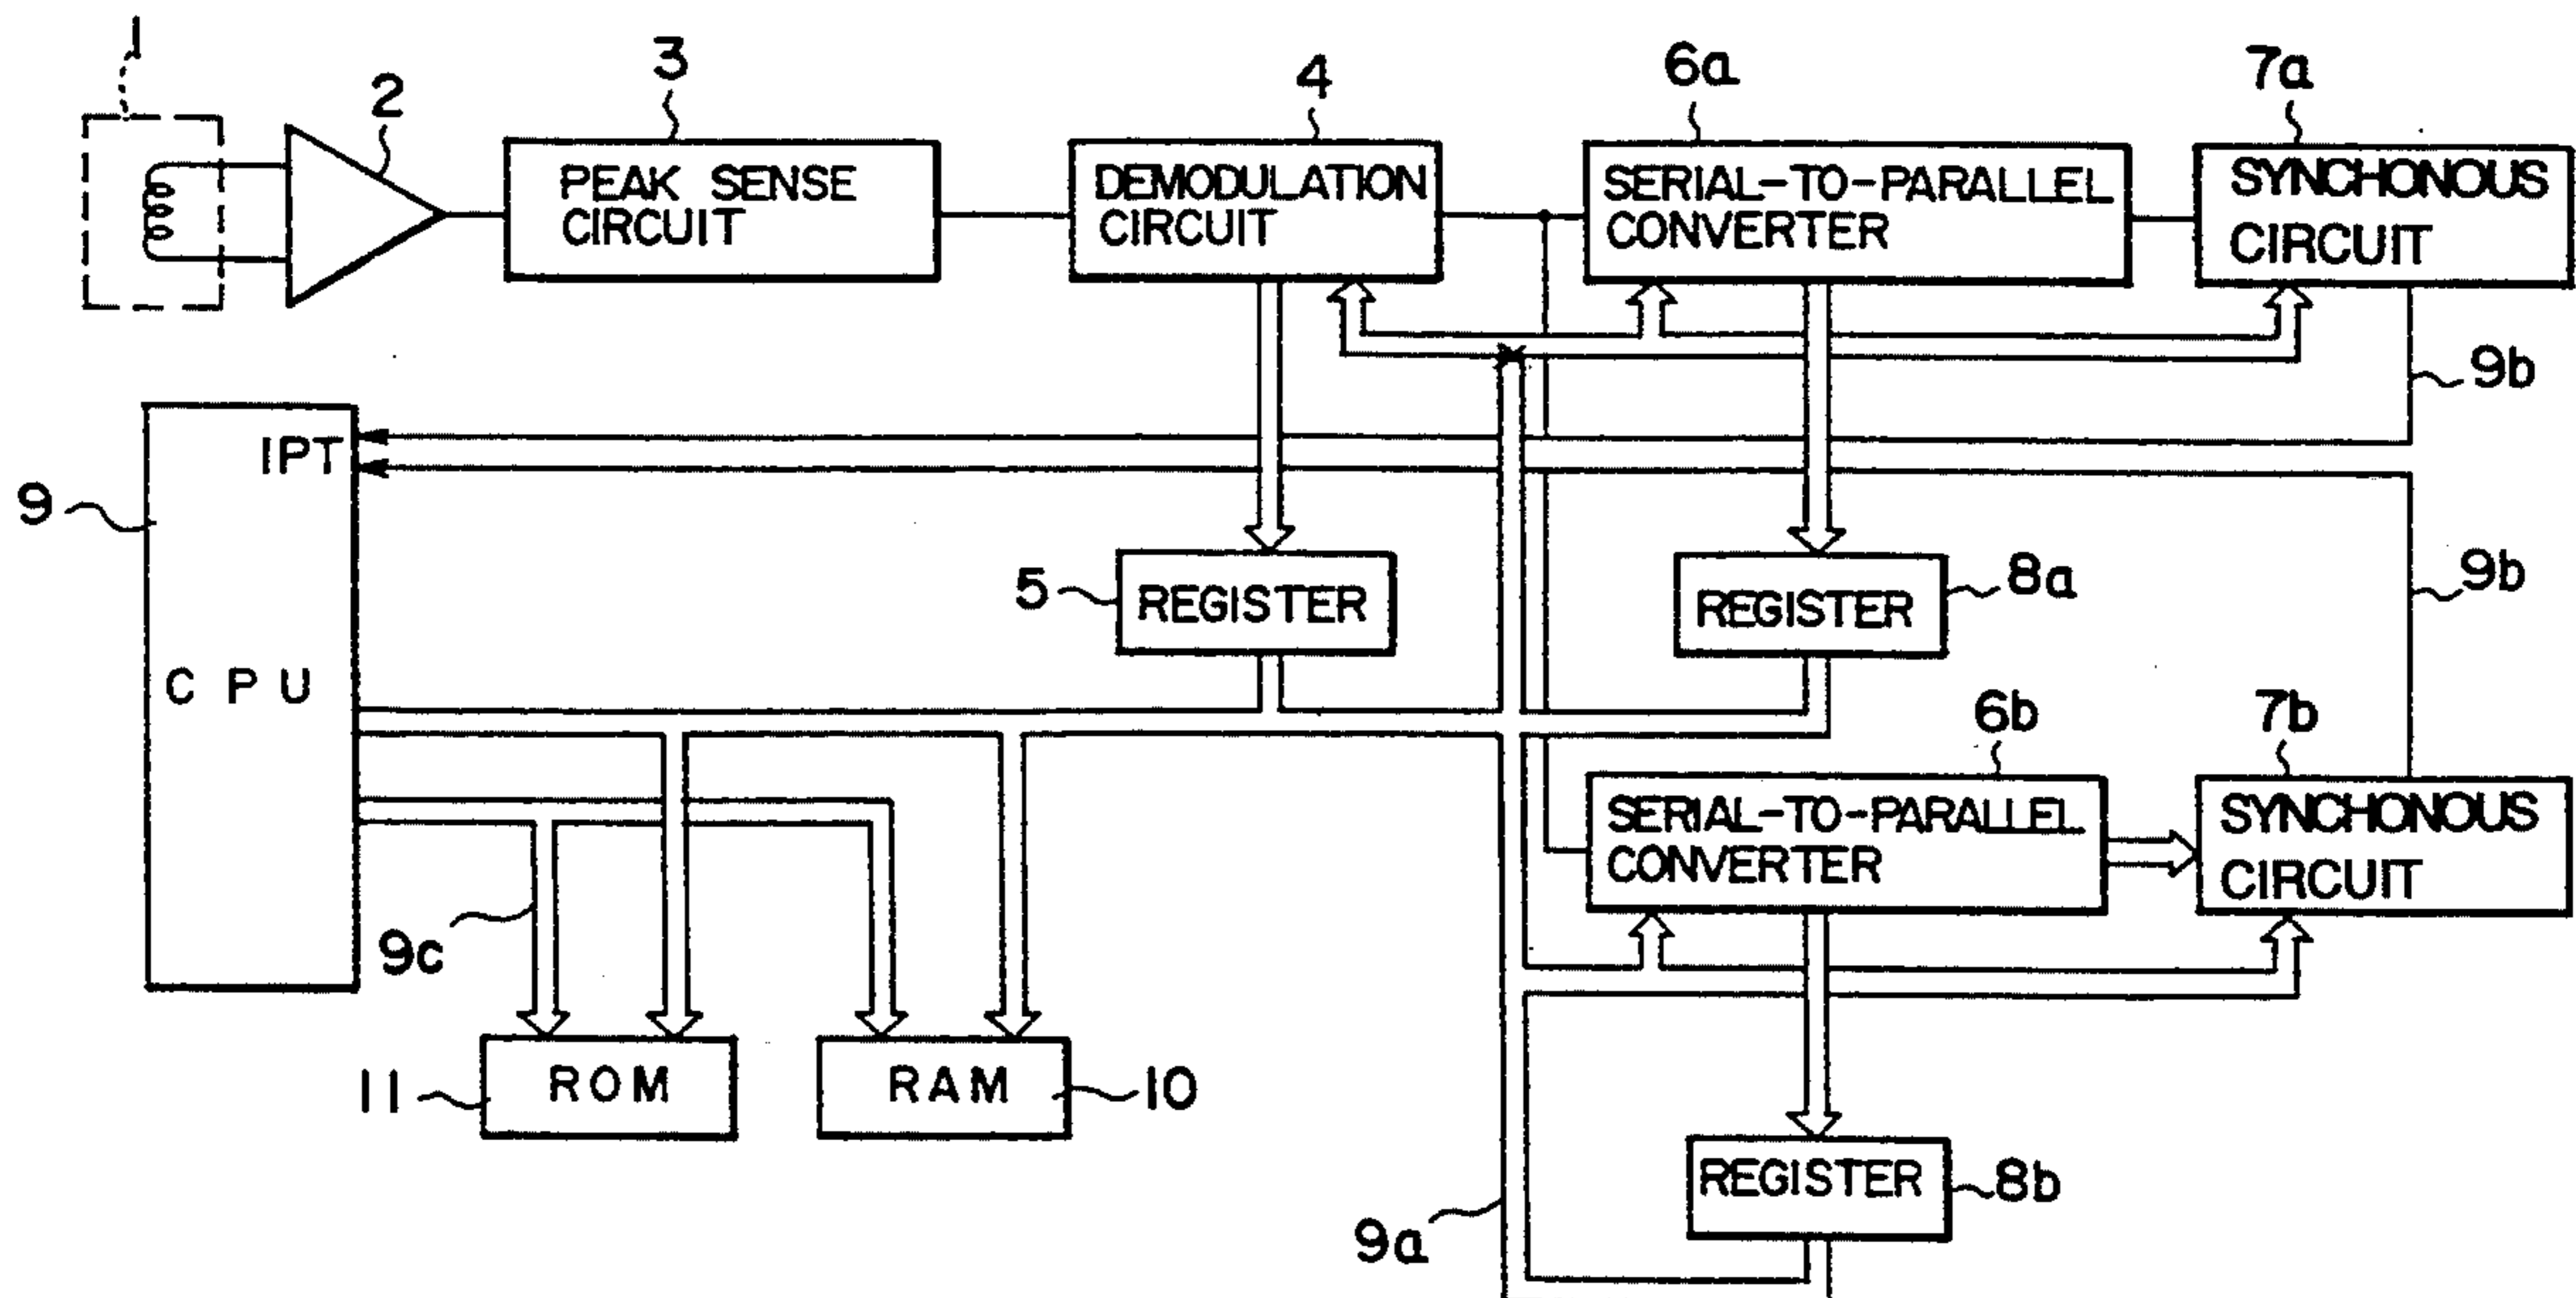 1
2
3
4
6a
7a
PEAK SENSE
CIRCUIT
DEMODULATION
CIRCUIT
SERIAL-TO-PARALLEL
CONVERTER
SYNCHONOUS
CIRCUIT
9b
IPT
9
CPU
5
REGISTER
REGISTER
8a
9b
6b
7b
SERIAL-TO-PARALLEL
CONVERTER
SYNCHONOUS
CIRCUIT
9c
11
ROM
RAM
10
REGISTER
8b
9a